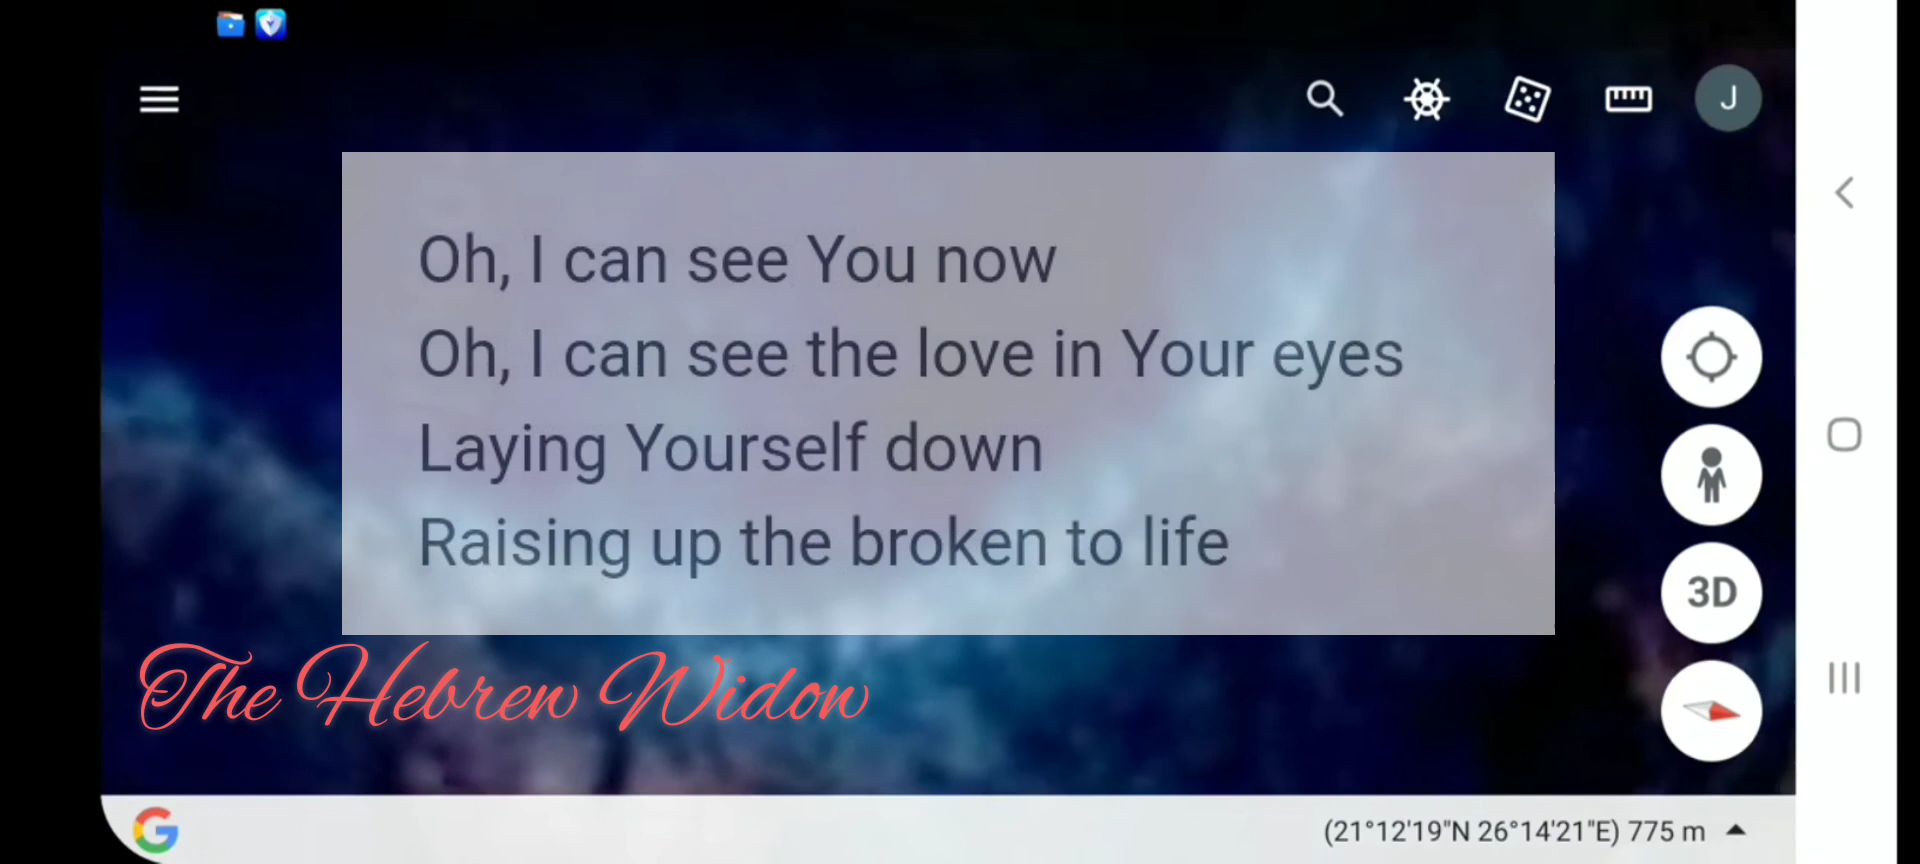 J
Oh, I can see You now
Oh, I can see the love in Your eyes
Laying Yourself down
Raising up the broken to life
3D
The Hebrew Widow
G
(21°12'19"N 26°14'21"E) 775 m